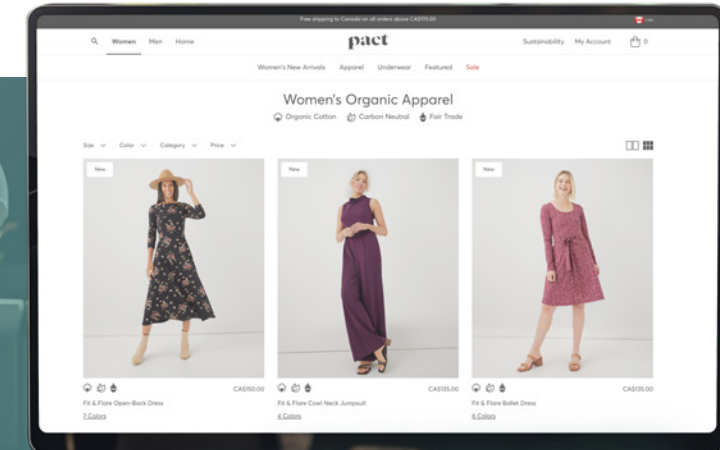 Free shipping to Canada on all orders above CA$170.00
Women Men Home
pact
Sustainability My Account 0
Women's New Arrivals Apparel Underwear Featured Sale
Women's Organic Apparel
Organic Cotton Carbon Neutral Fair Trade
Size Color Category Price
New New New
CA$150.00 CA$135.00 CA$135.00
Fit & Flare Open-Back Dress Fit & Flare Cowl Neck Jumpsuit Fit & Flare Ballet Dress
7 Colors 4 Colors 6 Colors